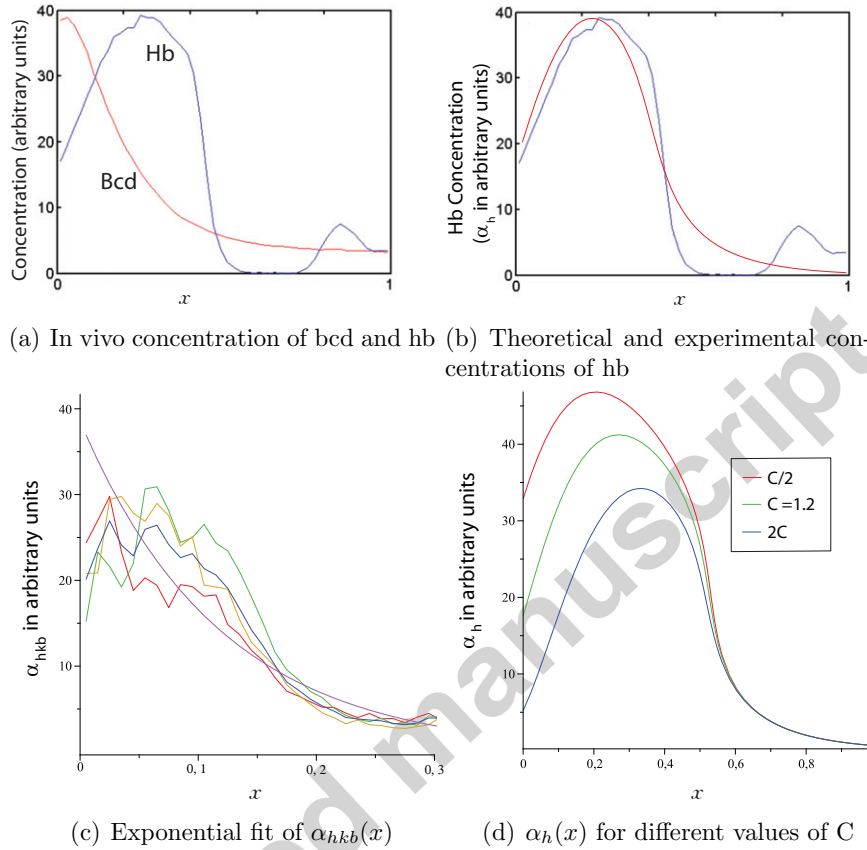 40
30
20
10
0
Concentration (arbitrary units)
Hb
Bcd
0
x
1
(a) In vivo concentration of bcd and hb
40
30
20
10
0
Hb Concentration
(α_h in arbitrary units)
0
x
1
(b) Theoretical and experimental con-
centrations of hb
40
30
20
10
α_hkb in arbitrary units
0
0, 1
0, 2
0, 3
x
(c) Exponential fit of α_hkb(x)
40
30
20
10
α_h in arbitrary units
C/2
C =1.2
2C
0
0,2
0,4
0,6
0,8
x
(d) α_h(x) for different values of C
ed manuscript